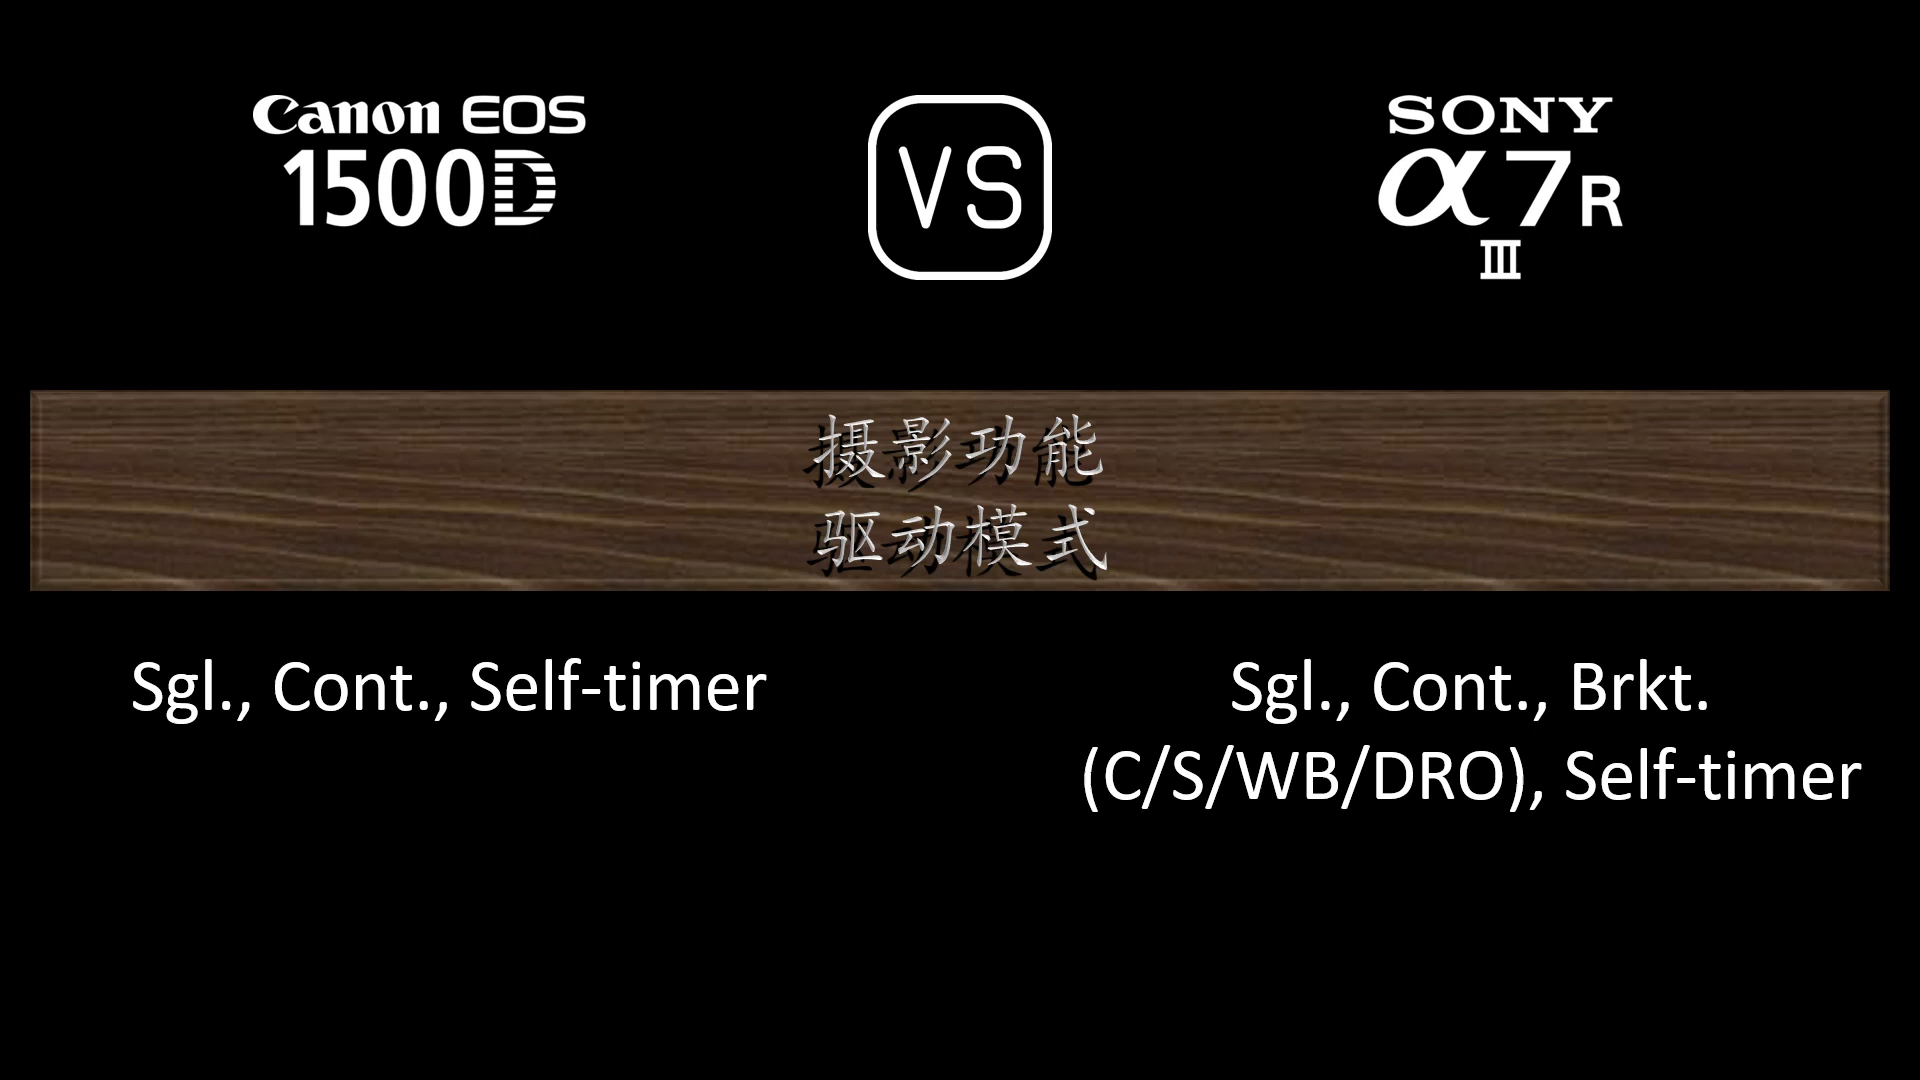 Canon EOS
1500D
VS
SONY
α7R
III
摄影功能
驱动模式
Sgl., Cont., Self-timer
Sgl., Cont., Brkt.
(C/S/WB/DRO), Self-timer